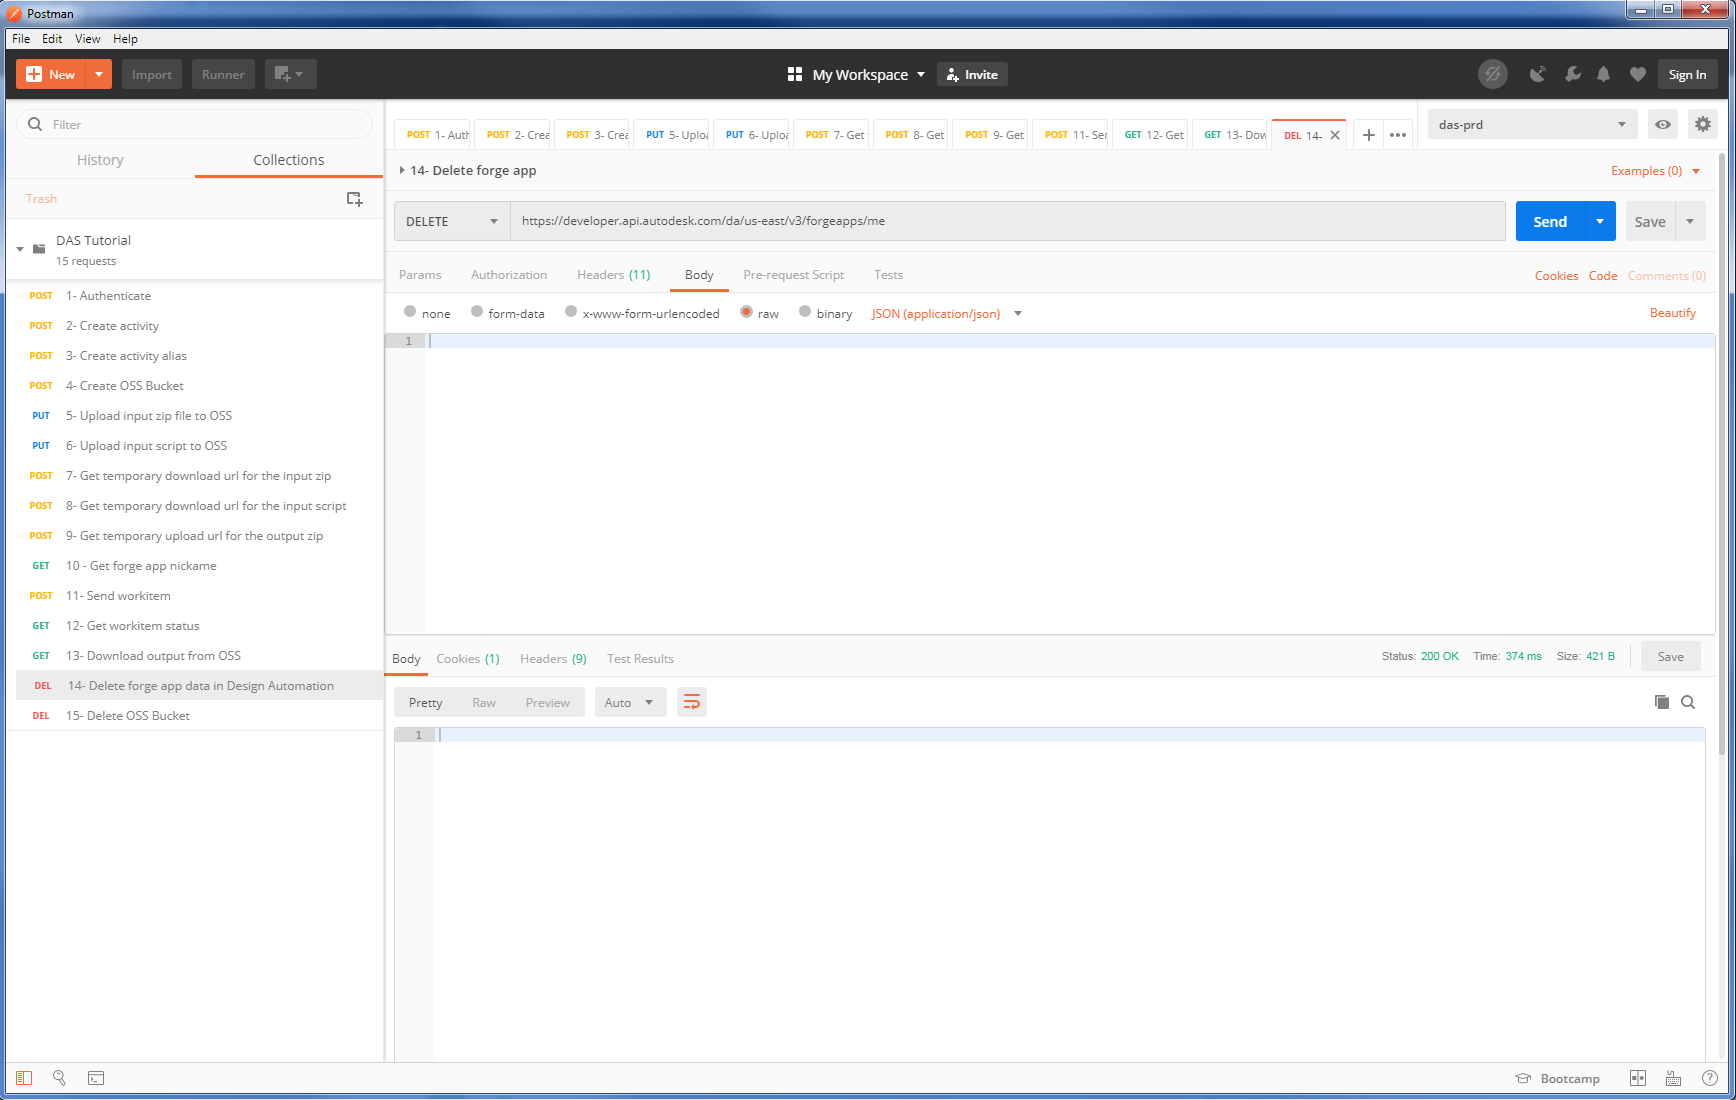 Postman
File Edit View Help
New Import Runner My Workspace Invite Sign In
Filter
History Collections
Trash
DAS Tutorial
15 requests
POST 1- Authenticate
POST 2- Create activity
POST 3- Create activity alias
POST 4- Create OSS Bucket
PUT 5- Upload input zip file to OSS
PUT 6- Upload input script to OSS
POST 7- Get temporary download url for the input zip
POST 8- Get temporary download url for the input script
POST 9- Get temporary upload url for the output zip
GET 10 - Get forge app nickame
POST 11- Send workitem
GET 12- Get workitem status
GET 13- Download output from OSS
DEL 14- Delete forge app data in Design Automation
DEL 15- Delete OSS Bucket
POST 1- Auth POST 2- Crea POST 3- Crea PUT 5- Uploa PUT 6- Uploa POST 7- Get POST 8- Get POST 9- Get POST 11- Ser GET 12- Get GET 13- Dov DEL 14- das-prd
14- Delete forge app Examples (0)
DELETE https://developer.api.autodesk.com/da/us-east/v3/forgeapps/me Send Save
Params Authorization Headers (11) Body Pre-request Script Tests Cookies Code Comments (0)
none form-data x-www-form-urlencoded raw binary JSON (application/json) Beautify
1
Body Cookies (1) Headers (9) Test Results Status: 200 OK Time: 374 ms Size: 421 B Save
Pretty Raw Preview Auto
1
Bootcamp